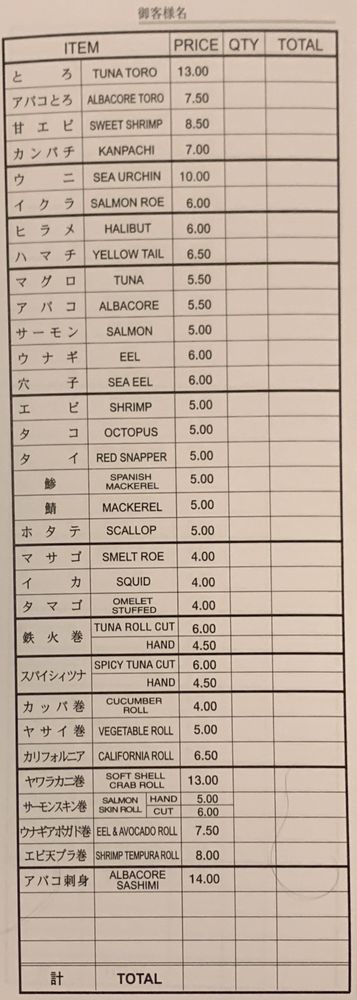 御客様名
ITEM PRICE QTY TOTAL
とろ TUNA TORO 13.00
アバコとろ ALBACORE TORO 7.50
甘エビ SWEET SHRIMP 8.50
カンパチ KANPACHI 7.00
ウニ SEA URCHIN 10.00
イクラ SALMON ROE 6.00
ヒラメ HALIBUT 6.00
ハマチ YELLOW TAIL 6.50
マグロ TUNA 5.50
アバコ ALBACORE 5.50
サーモン SALMON 5.00
ウナギ EEL 6.00
穴子 SEA EEL 6.00
エビ SHRIMP 5.00
タコ OCTOPUS 5.00
タイ RED SNAPPER 5.00
鯵 SPANISH MACKEREL 5.00
鯖 MACKEREL 5.00
ホタテ SCALLOP 5.00
マサゴ SMELT ROE 4.00
イカ SQUID 4.00
タマゴ OMELET STUFFED 4.00
鉄火巻 TUNA ROLL CUT 6.00
HAND 4.50
スパイシィツナ SPICY TUNA CUT 6.00
HAND 4.50
カッパ巻 CUCUMBER ROLL 4.00
ヤサイ巻 VEGETABLE ROLL 5.00
カリフォルニア CALIFORNIA ROLL 6.50
ヤワラカニ巻 SOFT SHELL CRAB ROLL 13.00
サーモンスキン巻 SALMON SKIN ROLL HAND 5.00
CUT 6.00
ウナギアボガド巻 EEL & AVOCADO ROLL 7.50
エビ天プラ巻 SHRIMP TEMPURA ROLL 8.00
アバコ刺身 ALBACORE SASHIMI 14.00
計 TOTAL